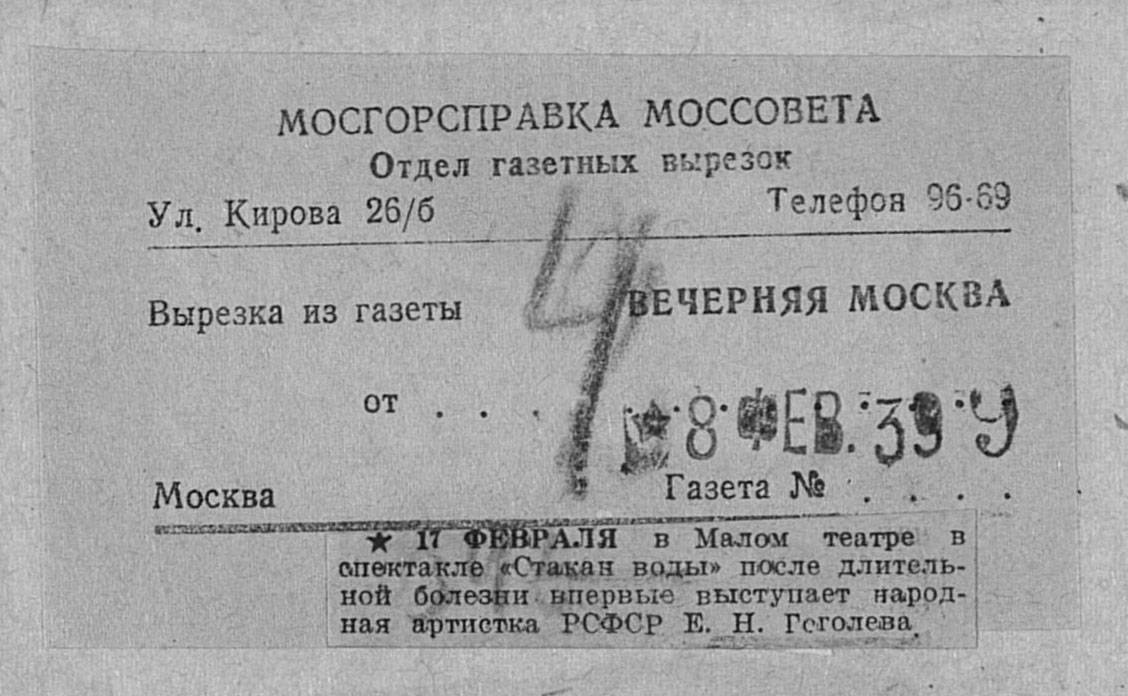 МОСГОРСПРАВКА МОССОВЕТА
Отдел газетных вырезок
Ул. Кирова 26/б Телефон 96-69
4
Вырезка из газеты ВЕЧЕРНЯЯ МОСКВА
от . . . . 8 ФЕВ. 39 У
Москва Газета № . . . .
★ 17 ФЕВРАЛЯ в Малом театре в
спектакле «Стакан воды» после длитель-
ной болезни впервые выступает народ-
ная артистка РСФСР Е. Н. Гоголева.